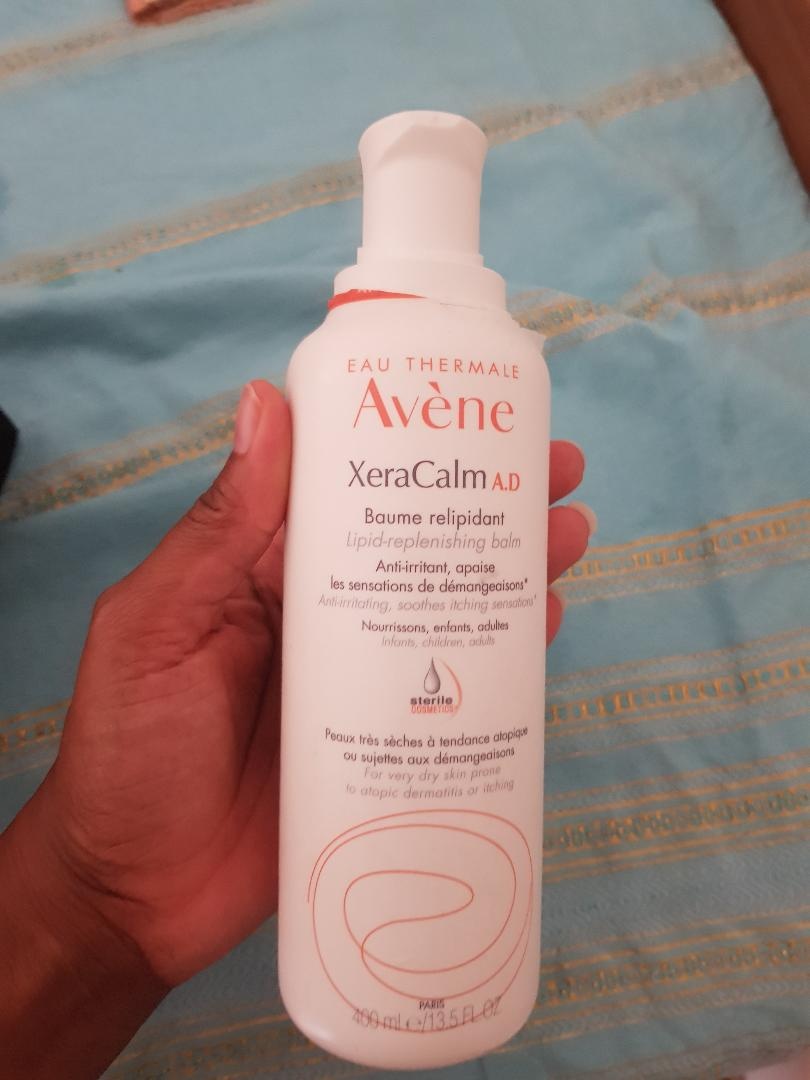 EAU THERMALE
Avène
XeraCalm A.D
Baume relipidant
Lipid-replenishing balm
Anti-irritant, apaise
les sensations de démangeaisons*
Anti-irritating, soothes itching sensations*
Nourrissons, enfants, adultes
Infants, children, adults
sterile
COSMETICS
Peaux très sèches à tendance atopique
ou sujettes aux démangeaisons
For very dry skin prone
to atopic dermatitis or itching
PARIS
400 ml ℮/13.5 FL.OZ